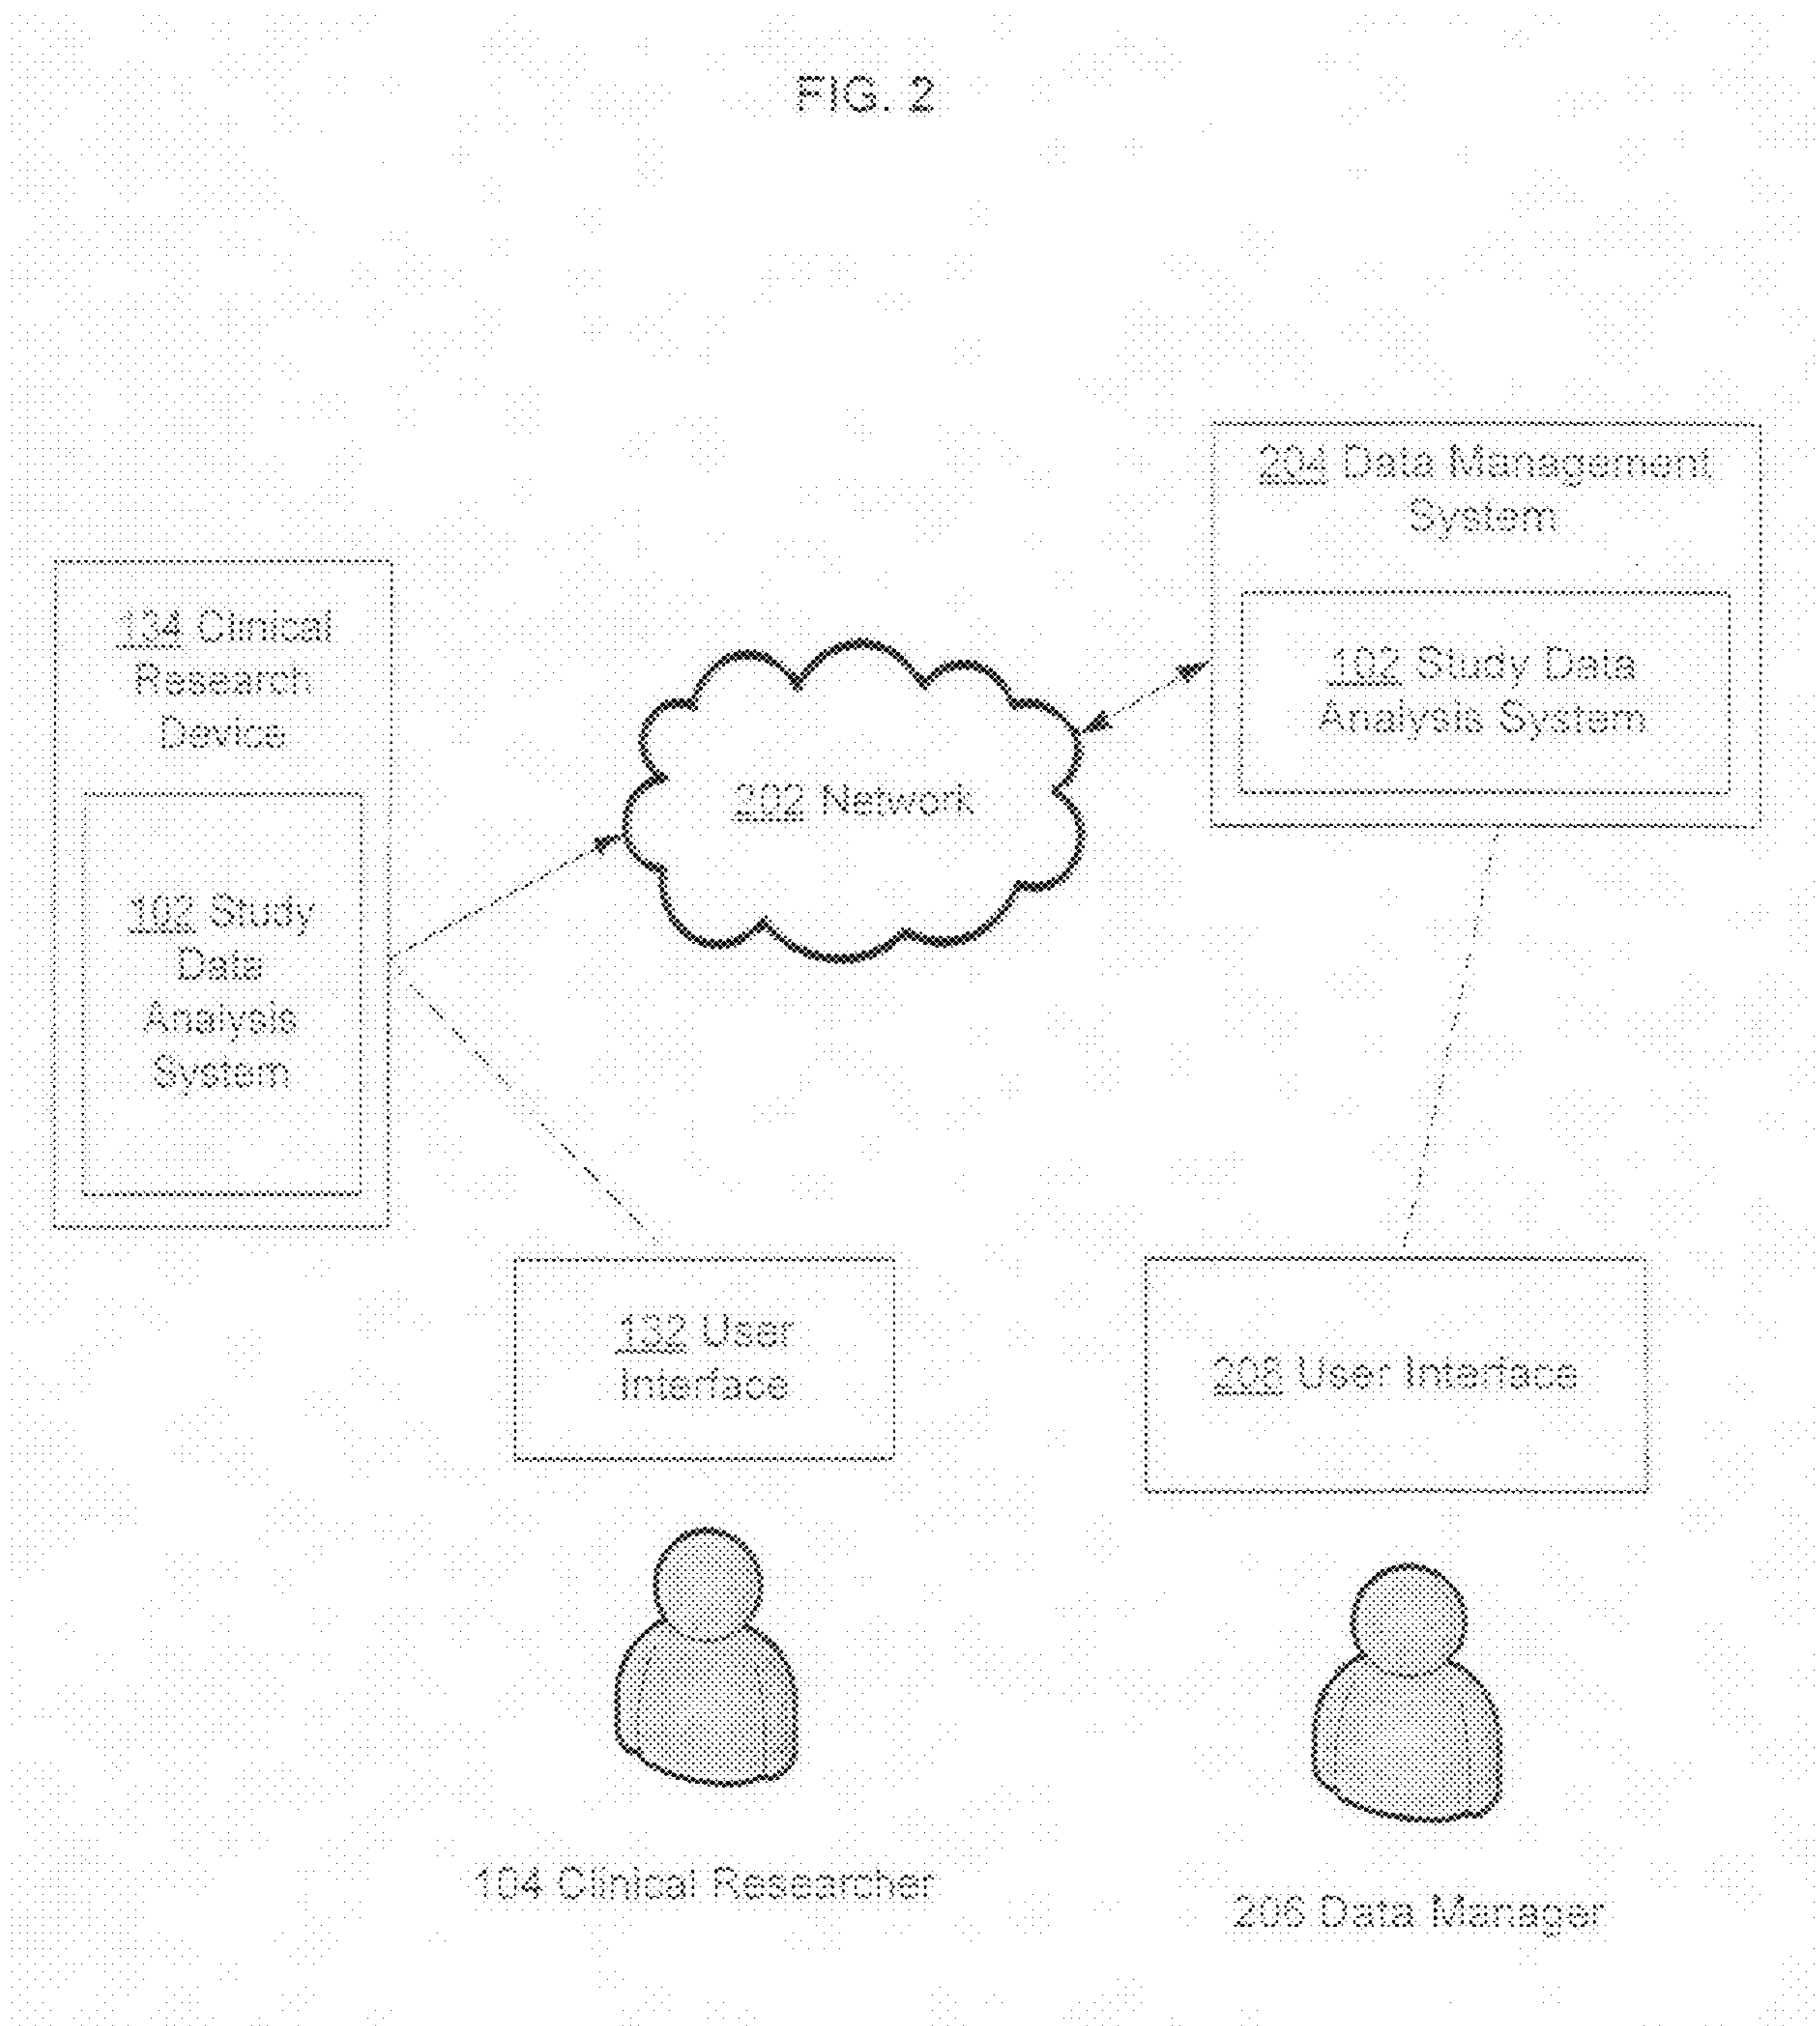 FIG. 2
204 Data Management
System
102 Study Data
Analysis System
134 Clinical
Research
Device
102 Study
Data
Analysis
System
202 Network
132 User
Interface
208 User Interface
104 Clinical Researcher
206 Data Manager